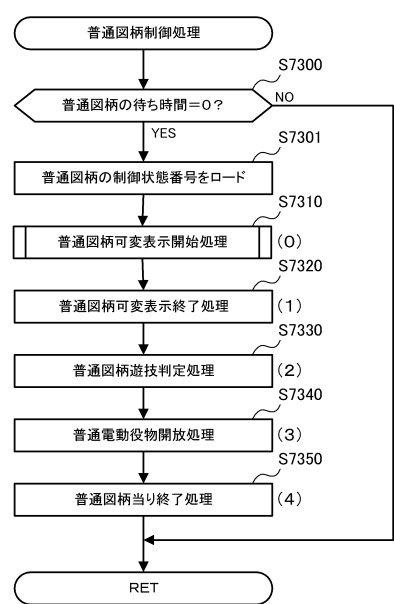 普通図柄制御処理
S7300
普通図柄の待ち時間＝０？
NO
YES
S7301
普通図柄の制御状態番号をロード
S7310
普通図柄可変表示開始処理 (0)
S7320
普通図柄可変表示終了処理 (1)
S7330
普通図柄遊技判定処理 (2)
S7340
普通電動役物開放処理 (3)
S7350
普通図柄当り終了処理 (4)
RET